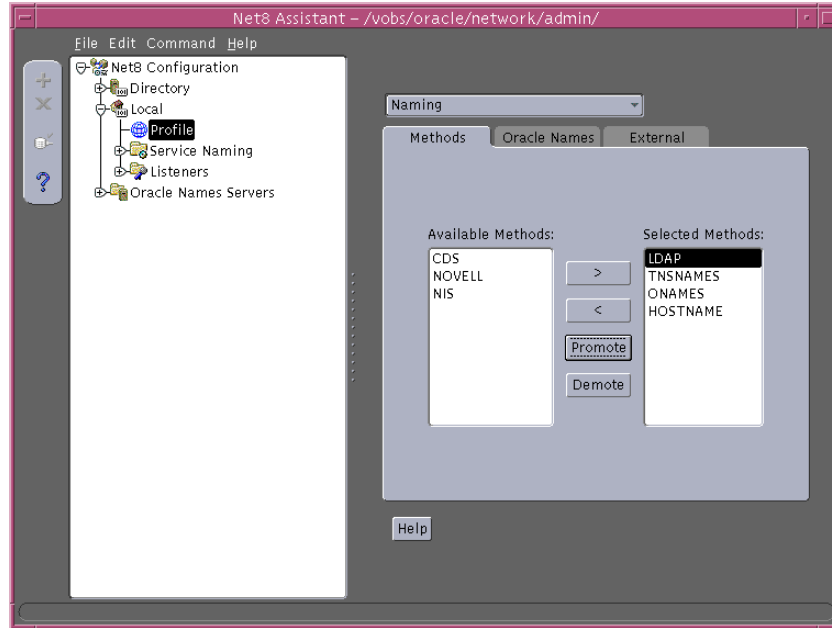 Net8 Assistant – /vobs/oracle/network/admin/
File Edit Command Help
Net8 Configuration
Directory
Local
Profile
Service Naming
Listeners
Oracle Names Servers
?
Naming
Methods Oracle Names External
Available Methods:
CDS
NOVELL
NIS
>
<
Promote
Demote
Selected Methods:
LDAP
TNSNAMES
ONAMES
HOSTNAME
Help